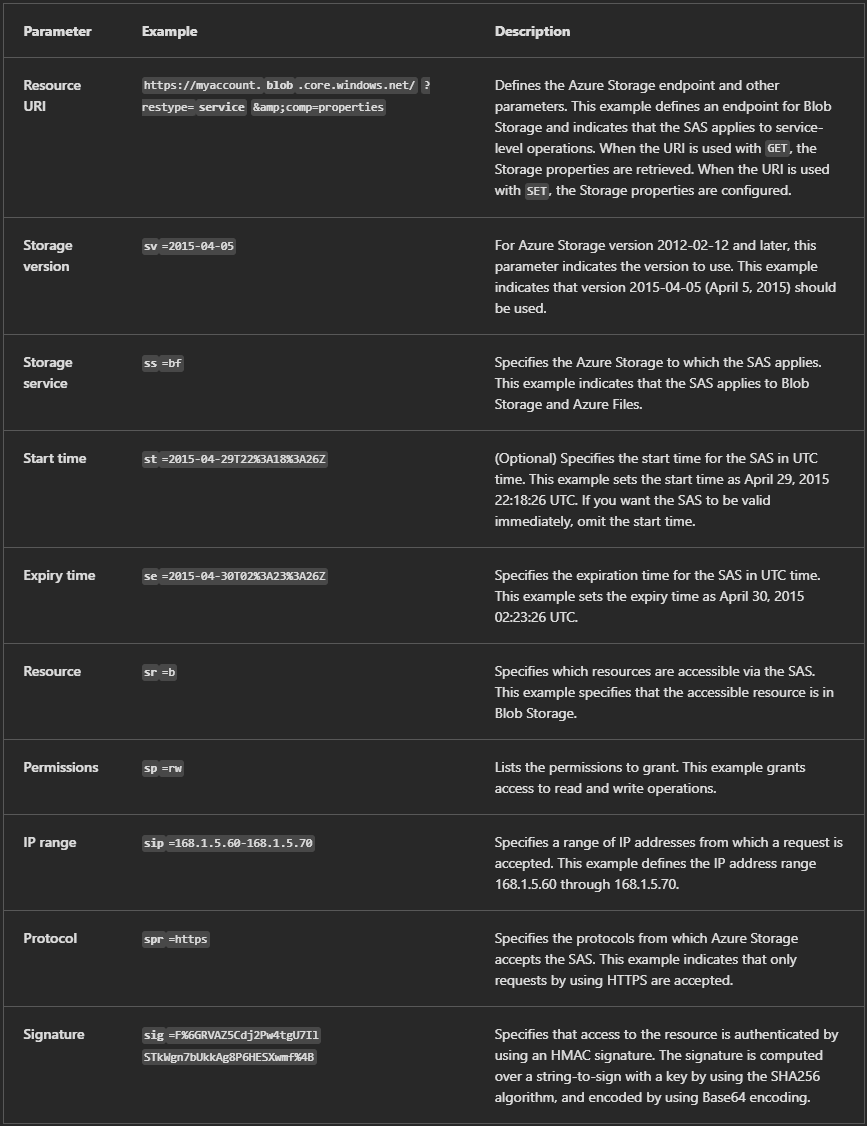 Parameter Example Description
Resource URI
https://myaccount. blob .core.windows.net/ ?
restype= service &amp;comp=properties
Defines the Azure Storage endpoint and other
parameters. This example defines an endpoint for Blob
Storage and indicates that the SAS applies to service-
level operations. When the URI is used with GET, the
Storage properties are retrieved. When the URI is used
with SET, the Storage properties are configured.
Storage
version
sv =2015-04-05
For Azure Storage version 2012-02-12 and later, this
parameter indicates the version to use. This example
indicates that version 2015-04-05 (April 5, 2015) should
be used.
Storage
service
ss =bf
Specifies the Azure Storage to which the SAS applies.
This example indicates that the SAS applies to Blob
Storage and Azure Files.
Start time
st =2015-04-29T22%3A18%3A26Z
(Optional) Specifies the start time for the SAS in UTC
time. This example sets the start time as April 29, 2015
22:18:26 UTC. If you want the SAS to be valid
immediately, omit the start time.
Expiry time
se =2015-04-30T02%3A23%3A26Z
Specifies the expiration time for the SAS in UTC time.
This example sets the expiry time as April 30, 2015
02:23:26 UTC.
Resource
sr =b
Specifies which resources are accessible via the SAS.
This example specifies that the accessible resource is in
Blob Storage.
Permissions
sp =rw
Lists the permissions to grant. This example grants
access to read and write operations.
IP range
sip =168.1.5.60-168.1.5.70
Specifies a range of IP addresses from which a request is
accepted. This example defines the IP address range
168.1.5.60 through 168.1.5.70.
Protocol
spr =https
Specifies the protocols from which Azure Storage
accepts the SAS. This example indicates that only
requests by using HTTPS are accepted.
Signature
sig =F%6GRVAZ5Cdj2Pw4tgU7Il
STkWgn7bUkkAg8P6HESXwmf%4B
Specifies that access to the resource is authenticated by
using an HMAC signature. The signature is computed
over a string-to-sign with a key by using the SHA256
algorithm, and encoded by using Base64 encoding.